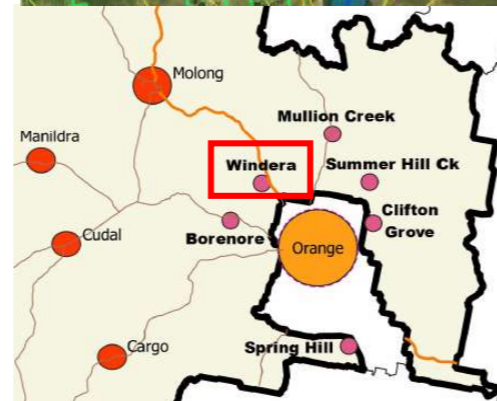 Molong
Mullion Creek
Manildra
Windera
Summer Hill Ck
Clifton
Grove
Cudal
Borenore
Orange
Cargo
Spring Hill